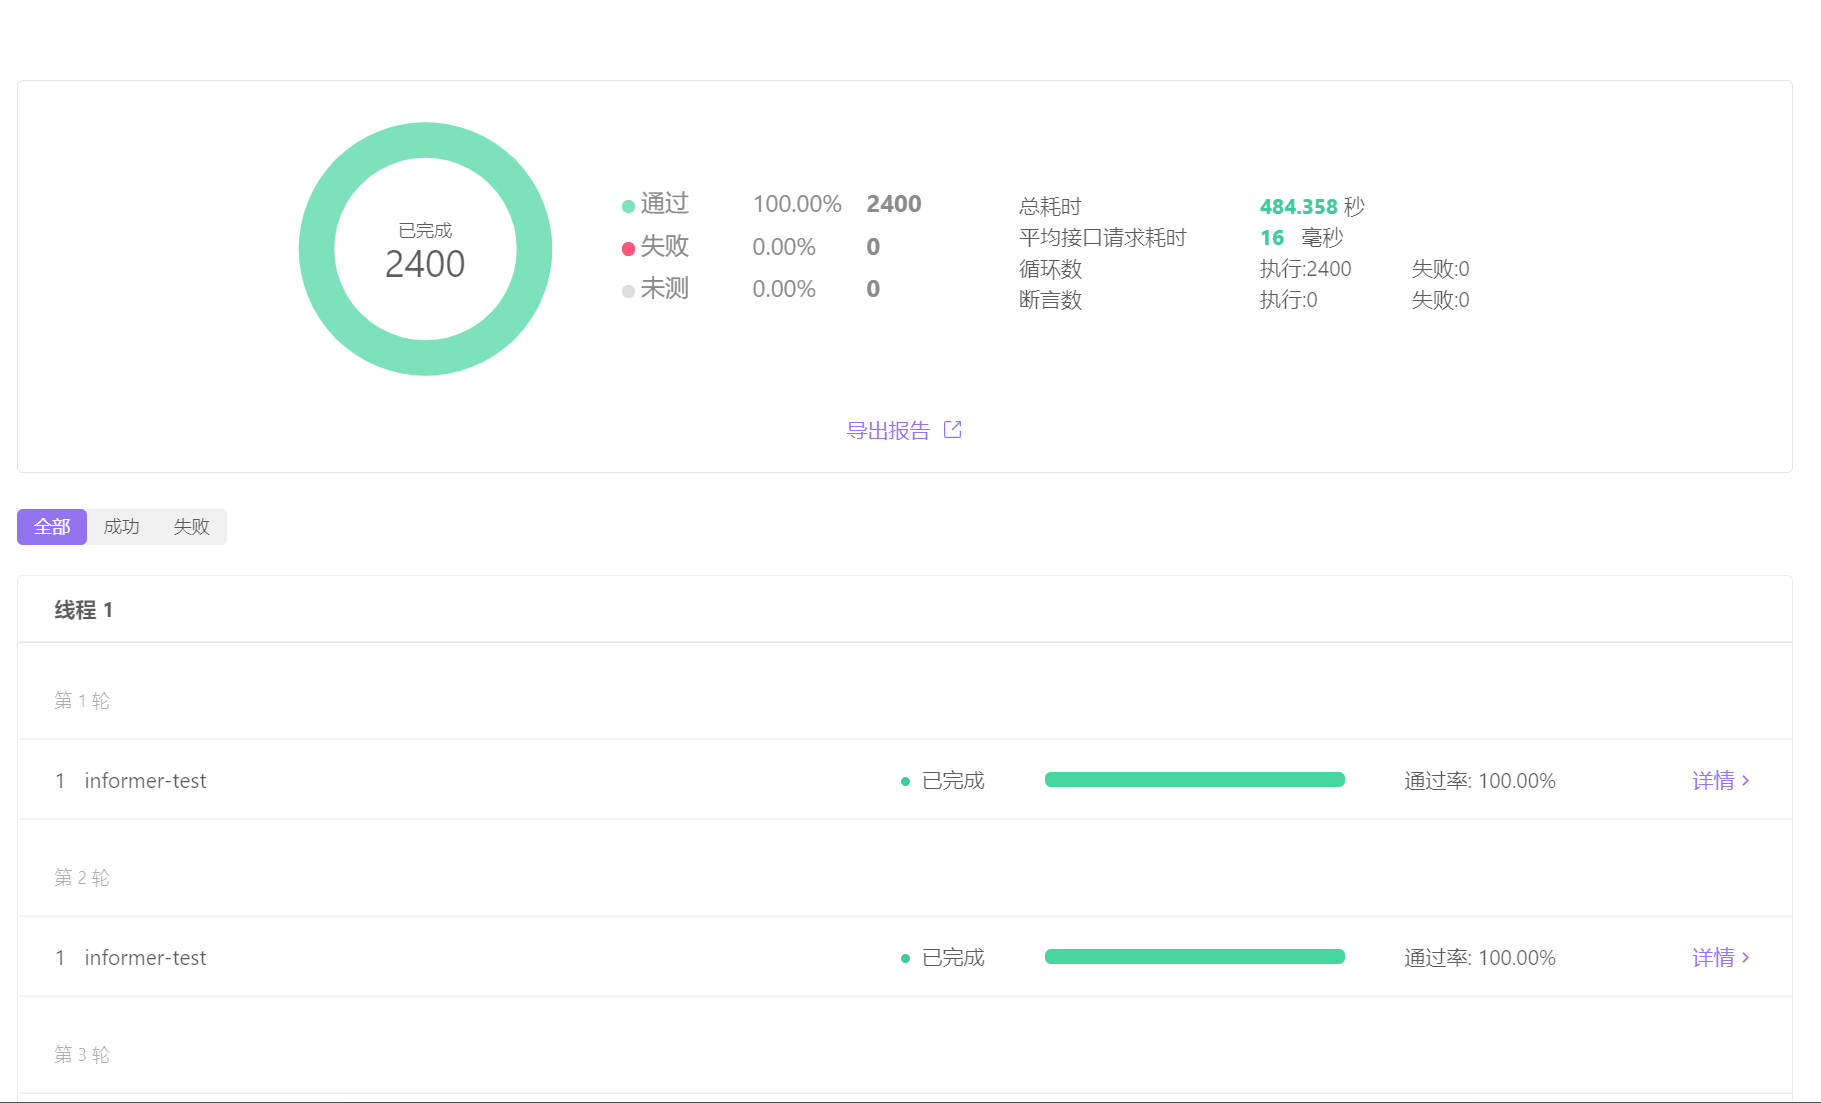 已完成
2400
通过 100.00% 2400
失败 0.00% 0
未测 0.00% 0
总耗时 484.358 秒
平均接口请求耗时 16 毫秒
循环数 执行:2400 失败:0
断言数 执行:0 失败:0
导出报告
全部 成功 失败
线程 1
第 1 轮
1 informer-test 已完成 通过率: 100.00% 详情
第 2 轮
1 informer-test 已完成 通过率: 100.00% 详情
第 3 轮